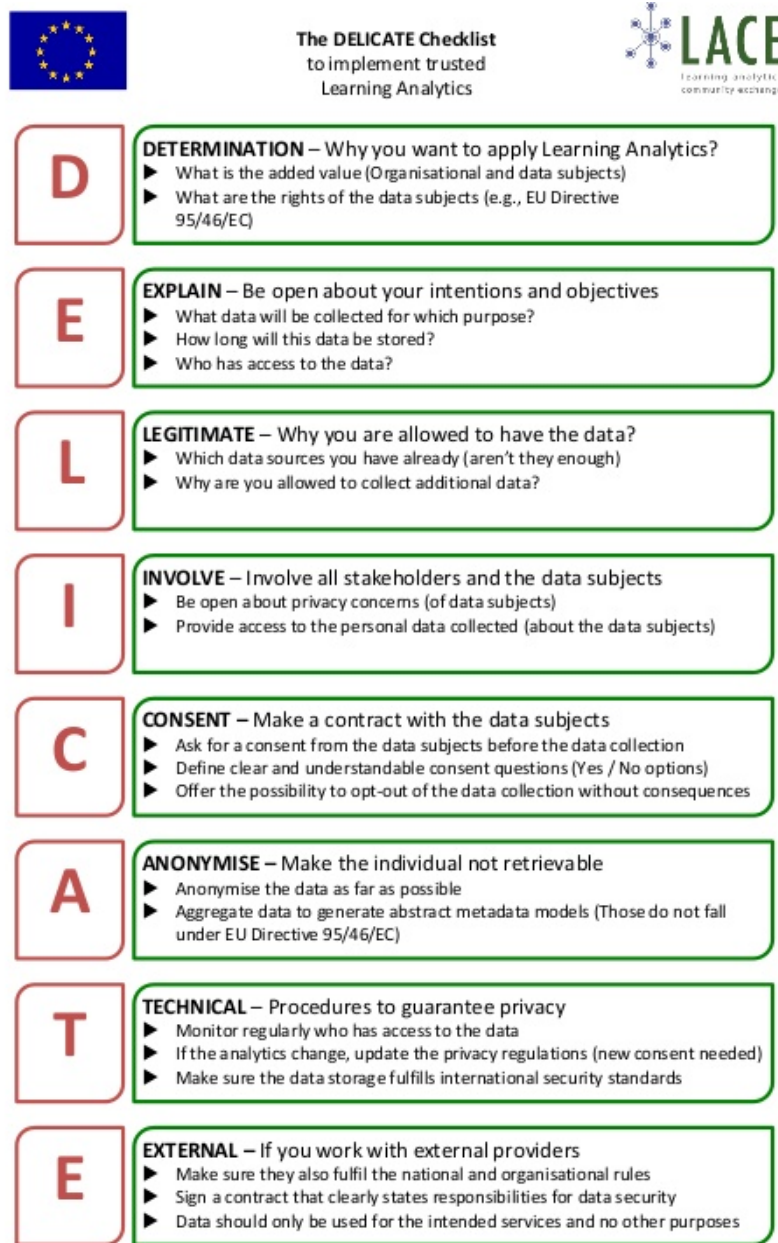 The DELICATE Checklist
to implement trusted
Learning Analytics
LACE
learning analytics
community exchange
D
DETERMINATION – Why you want to apply Learning Analytics?
► What is the added value (Organisational and data subjects)
► What are the rights of the data subjects (e.g., EU Directive
95/46/EC)
E
EXPLAIN – Be open about your intentions and objectives
► What data will be collected for which purpose?
► How long will this data be stored?
► Who has access to the data?
L
LEGITIMATE – Why you are allowed to have the data?
► Which data sources you have already (aren't they enough)
► Why are you allowed to collect additional data?
I
INVOLVE – Involve all stakeholders and the data subjects
► Be open about privacy concerns (of data subjects)
► Provide access to the personal data collected (about the data subjects)
C
CONSENT – Make a contract with the data subjects
► Ask for a consent from the data subjects before the data collection
► Define clear and understandable consent questions (Yes / No options)
► Offer the possibility to opt-out of the data collection without consequences
A
ANONYMISE – Make the individual not retrievable
► Anonymise the data as far as possible
► Aggregate data to generate abstract metadata models (Those do not fall
under EU Directive 95/46/EC)
T
TECHNICAL – Procedures to guarantee privacy
► Monitor regularly who has access to the data
► If the analytics change, update the privacy regulations (new consent needed)
► Make sure the data storage fulfills international security standards
E
EXTERNAL – If you work with external providers
► Make sure they also fulfil the national and organisational rules
► Sign a contract that clearly states responsibilities for data security
► Data should only be used for the intended services and no other purposes